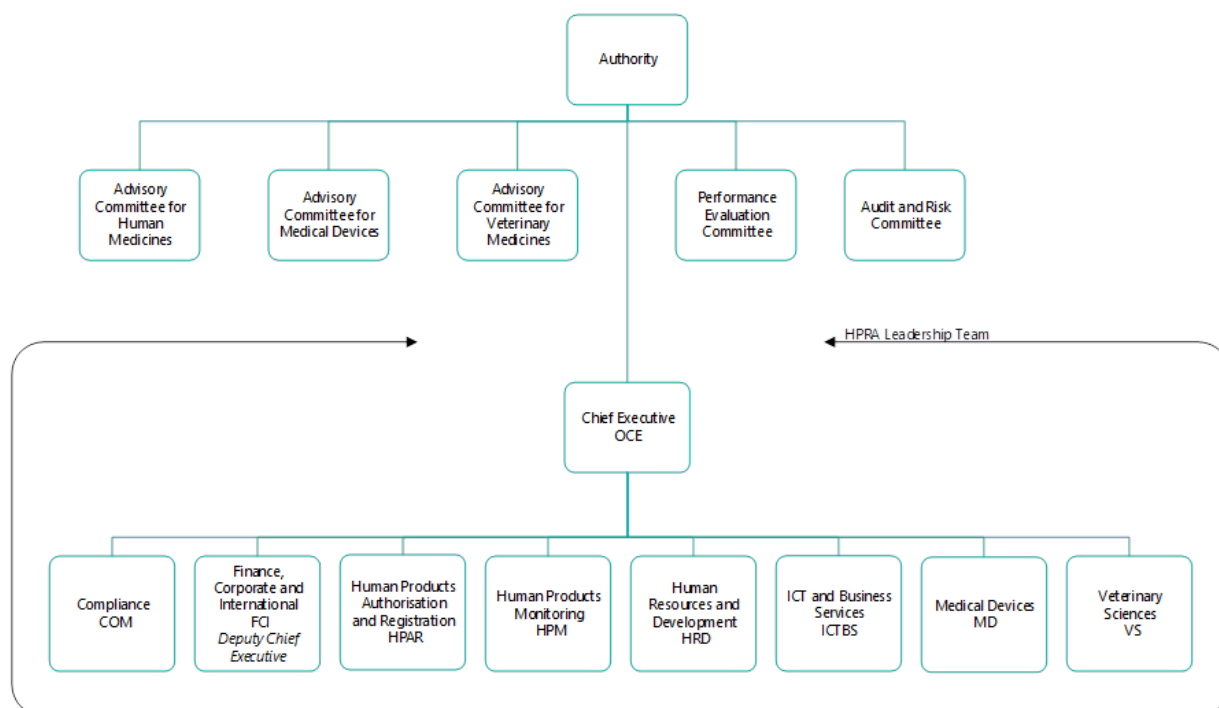 Authority
Advisory
Committee for
Human
Medicines
Advisory
Committee for
Medical Devices
Advisory
Committee for
Veterinary
Medicines
Performance
Evaluation
Committee
Audit and Risk
Committee
HPRA Leadership Team
Chief Executive
OCE
Compliance
COM
Finance,
Corporate and
International
FCI
Deputy Chief
Executive
Human Products
Authorisation
and Registration
HPAR
Human Products
Monitoring
HPM
Human
Resources and
Development
HRD
ICT and Business
Services
ICTBS
Medical Devices
MD
Veterinary
Sciences
VS